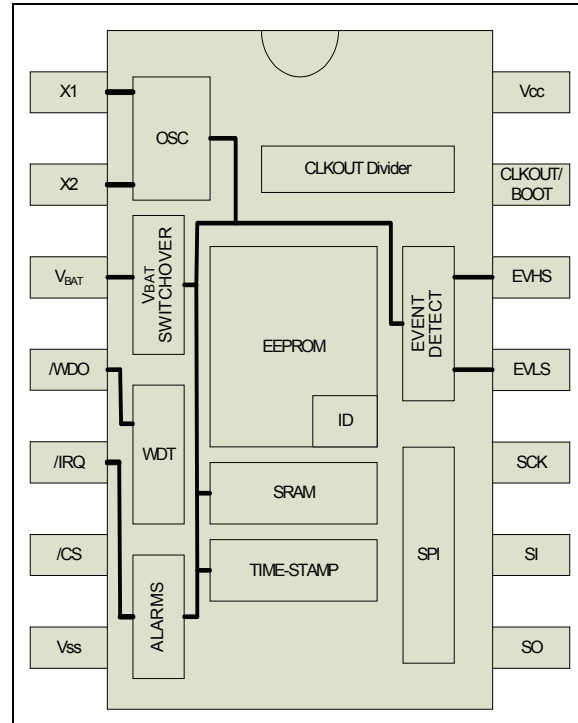 X1
X2
VBAT
/WDO
/IRQ
/CS
Vss
OSC
VBAT
SWITCHOVER
WDT
ALARMS
CLKOUT Divider
EEPROM
ID
SRAM
TIME-STAMP
EVENT
DETECT
SPI
Vcc
CLKOUT/
BOOT
EVHS
EVLS
SCK
SI
SO